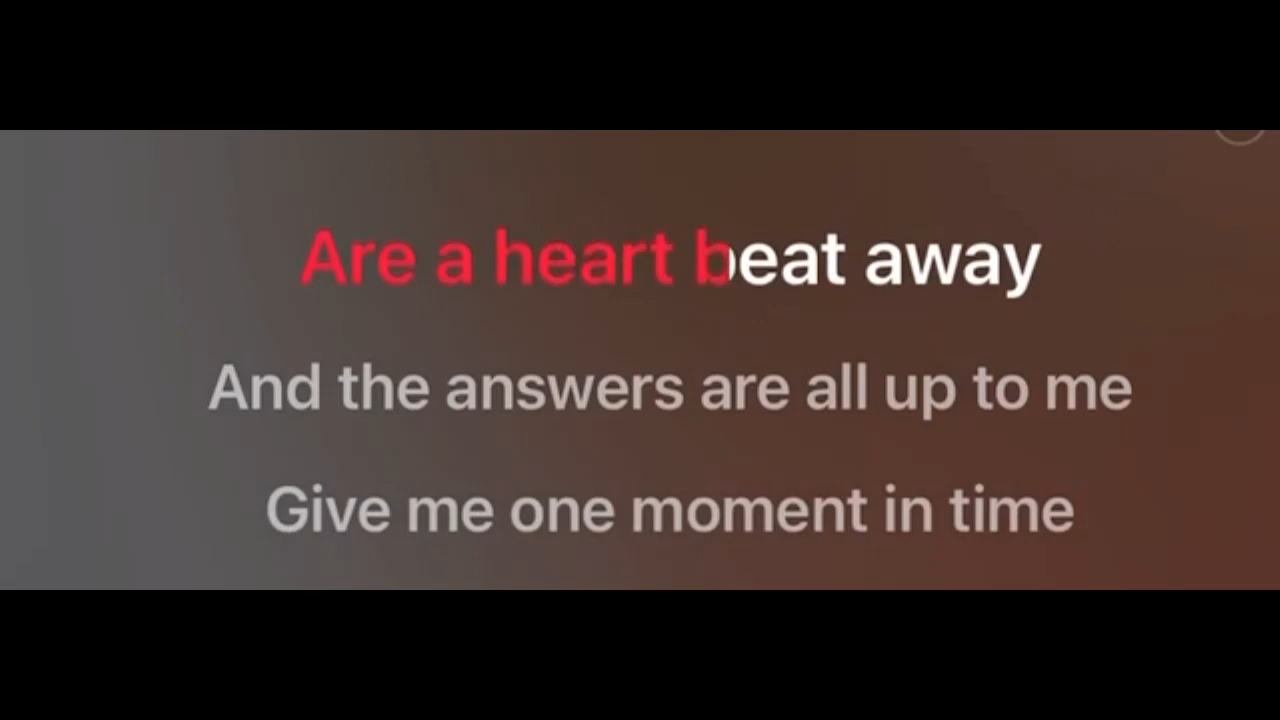 Are a heart beat away
And the answers are all up to me
Give me one moment in time